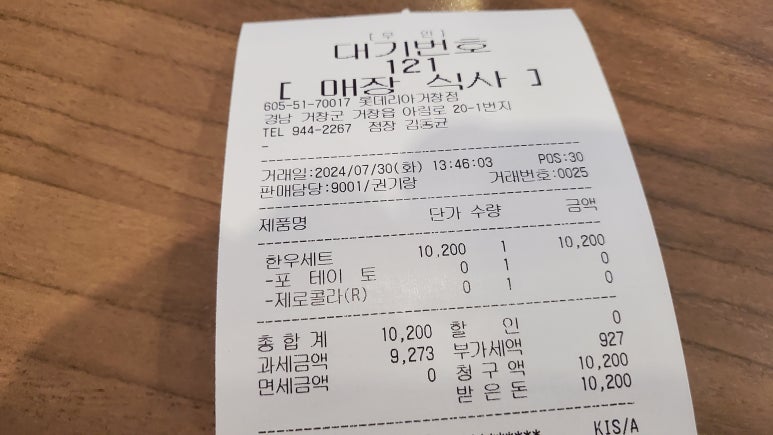 [ 무 인 ]
대기번호
121
[ 매장 식사 ]
605-51-70017 롯데리아거창점
경남 거창군 거창읍 아림로 20-1번지
TEL 944-2267 점장 김동균
-
거래일:2024/07/30(화) 13:46:03 POS:30
판매담당:9001/권기랑 거래번호:0025
제품명 단가 수량 금액
한우세트 10,200 1 10,200
-포 테이 토 0 1 0
-제로콜라(R) 0 1 0
총 합 계 10,200 할 인 0
과세금액 9,273 부가세액 927
면세금액 0 청 구 액 10,200
받 은 돈 10,200
KIS/A